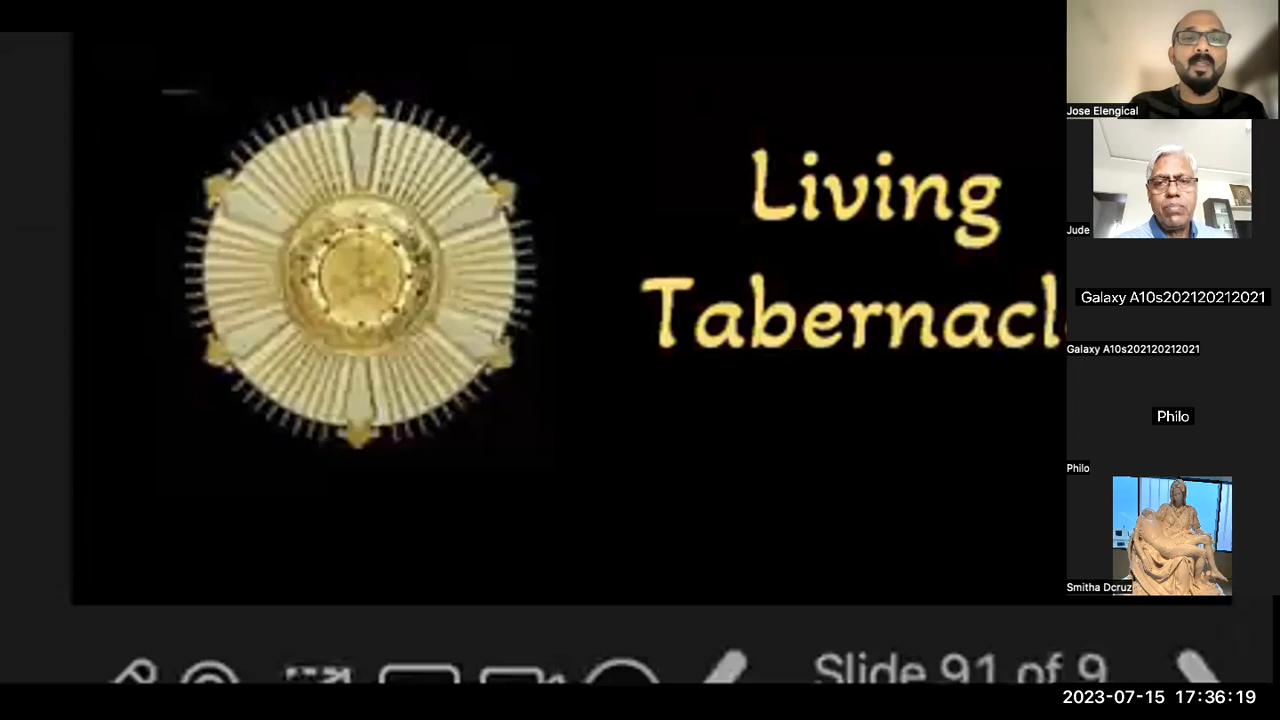 Living
Tabernacl
Jose Elengical
Jude
Galaxy A10s202120212021
Galaxy A10s202120212021
Philo
Philo
Smitha Dcruz
Slide 91 of 9
2023-07-15 17:36:19